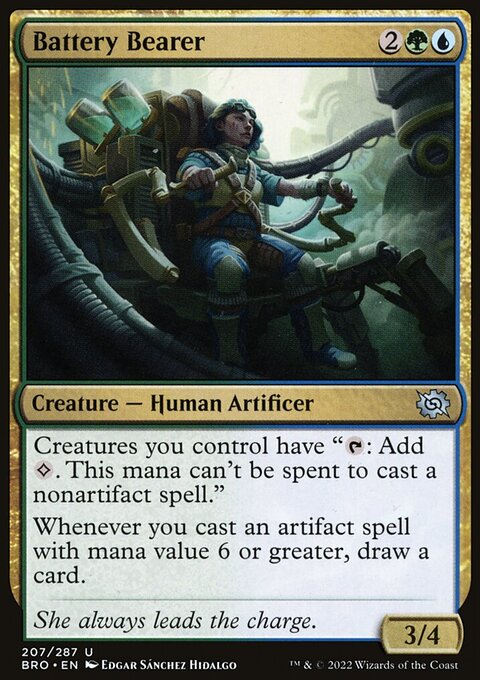 Battery Bearer 2
Creature — Human Artificer
Creatures you control have “: Add
. This mana can’t be spent to cast a
nonartifact spell.”
Whenever you cast an artifact spell
with mana value 6 or greater, draw a
card.
She always leads the charge.
3/4
207/287 U
BRO • EN Edgar Sánchez Hidalgo
™ & © 2022 Wizards of the Coast